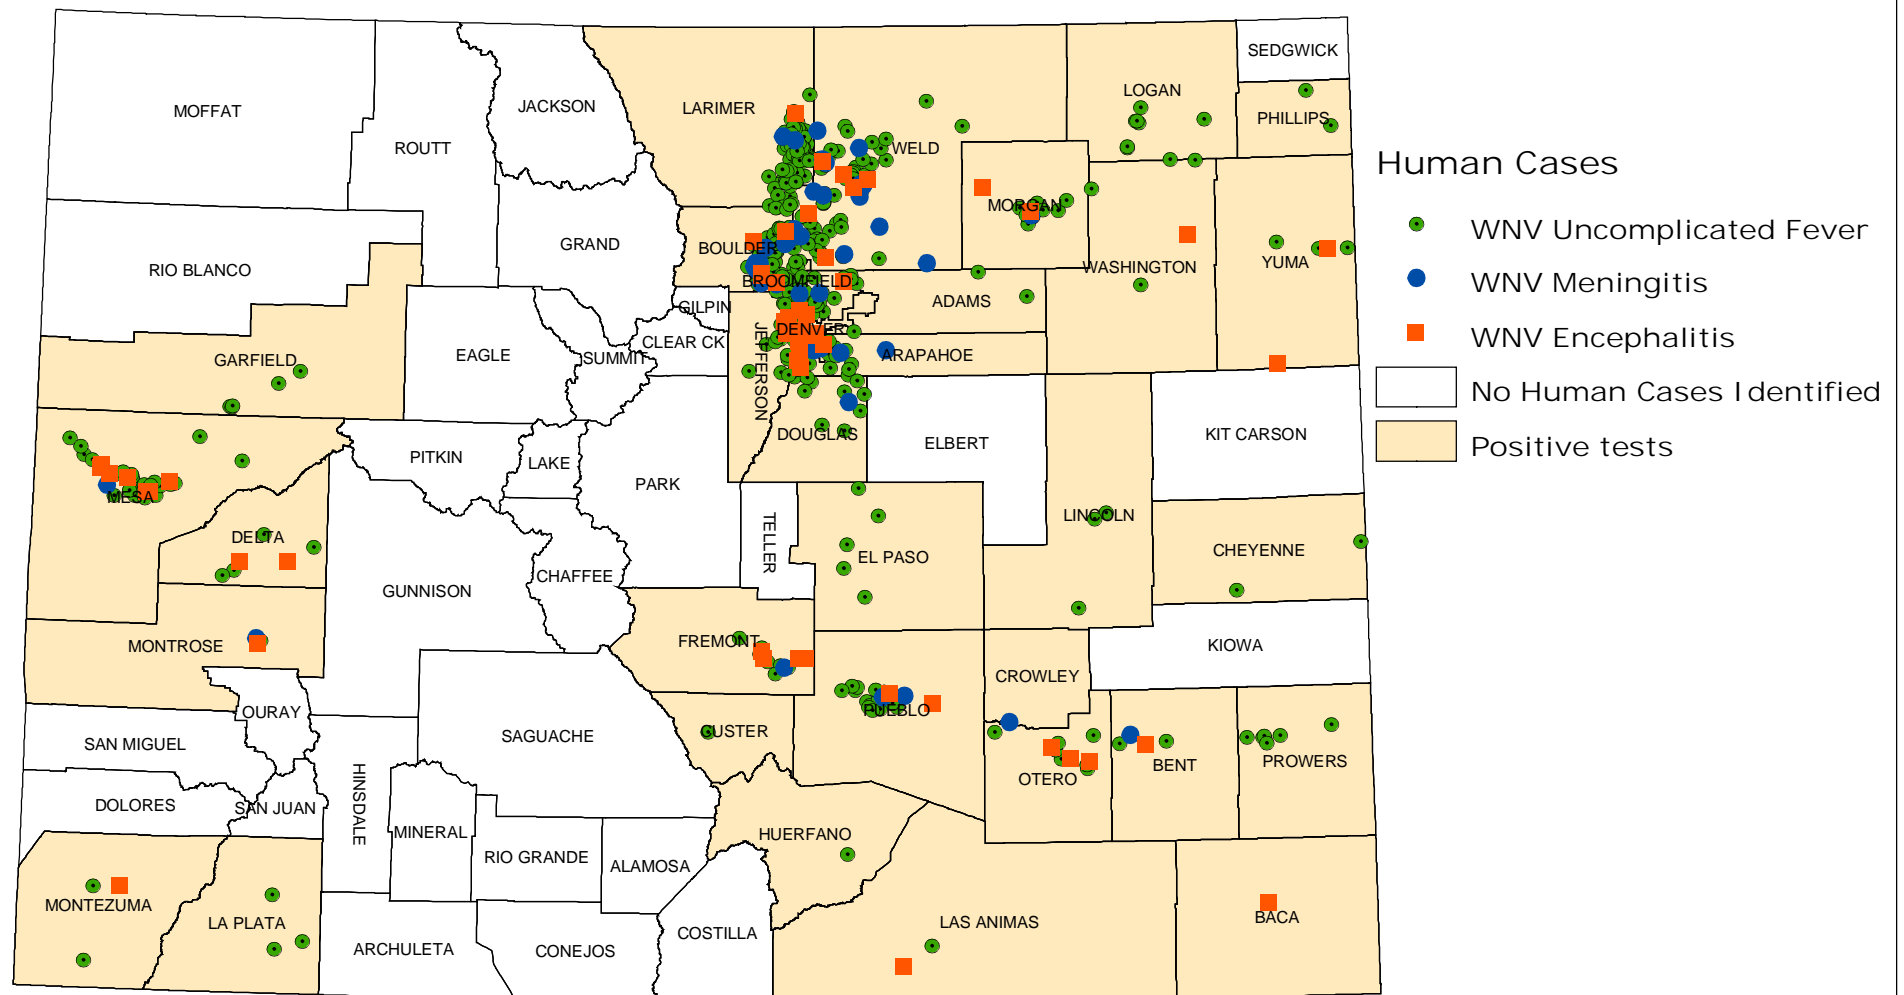 SEDGWICK
LOGAN
JACKSON
LARIMER
MOFFAT
PHILLIPS
ROUTT
WELD
Human Cases
MORGAN
WNV Uncomplicated Fever
GRAND
BOULDER
RIO BLANCO
WASHINGTON
YUMA
BROOMFIELD
WNV Meningitis
ADAMS
GILPIN
DENVER
CLEAR CK
WNV Encephalitis
GARFIELD
EAGLE
SUMMIT
JEFFERSON
ARAPAHOE
No Human Cases Identified
DOUGLAS
ELBERT
KIT CARSON
Positive tests
PITKIN
LAKE
PARK
MESA
LINCOLN
TELLER
DELTA
CHEYENNE
EL PASO
CHAFFEE
GUNNISON
FREMONT
MONTROSE
KIOWA
CROWLEY
OURAY
PUEBLO
CUSTER
SAGUACHE
SAN MIGUEL
PROWERS
BENT
OTERO
HINSDALE
DOLORES
SAN JUAN
MINERAL
HUERFANO
RIO GRANDE
ALAMOSA
MONTEZUMA
LA PLATA
LAS ANIMAS
BACA
COSTILLA
ARCHULETA
CONEJOS